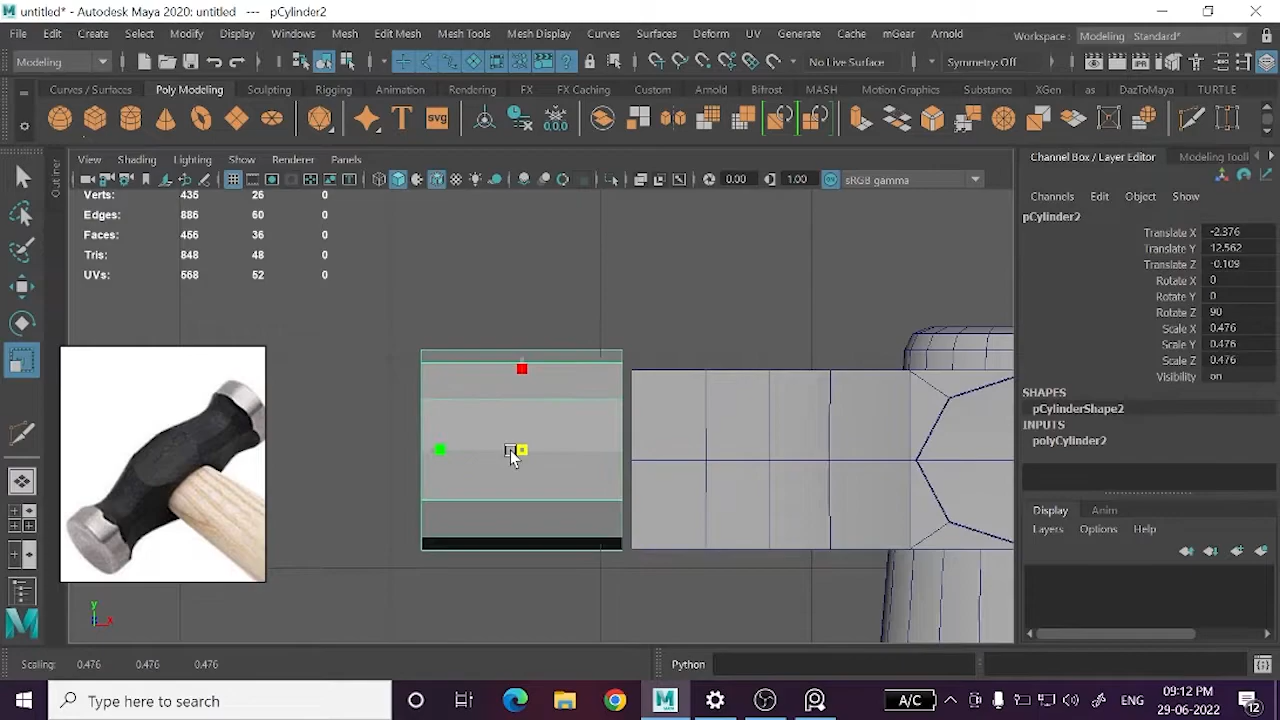 untitled* - Autodesk Maya 2020: untitled --- pCylinder2
File Edit Create Select Modify Display Windows Mesh Edit Mesh Mesh Tools Mesh Display Curves Surfaces Deform UV Generate Cache mGear Arnold Workspace : Modeling Standard*
Modeling No Live Surface Symmetry: Off
Curves / Surfaces Poly Modeling Sculpting Rigging Animation Rendering FX FX Caching Custom Arnold Bifrost MASH Motion Graphics Substance XGen as DazToMaya TURTLE
T svg 0,0,0
View Shading Lighting Show Renderer Panels
0.00 1.00 sRGB gamma
Outliner
Verts: 436 26 0
Edges: 886 60 0
Faces: 456 36 0
Tris: 848 48 0
UVs: 568 52 0
Channel Box / Layer Editor Modeling Tool
Channels Edit Object Show
pCylinder2
Translate X -2.376
Translate Y 12.562
Translate Z -0.109
Rotate X 0
Rotate Y 0
Rotate Z 90
Scale X 0.476
Scale Y 0.476
Scale Z 0.476
Visibility on
SHAPES
pCylinderShape2
INPUTS
polyCylinder2
Display Anim
Layers Options Help
y
x
M
Scaling: 0.476 0.476 0.476 Python
Type here to search A/C ENG 09:12 PM
29-06-2022 12